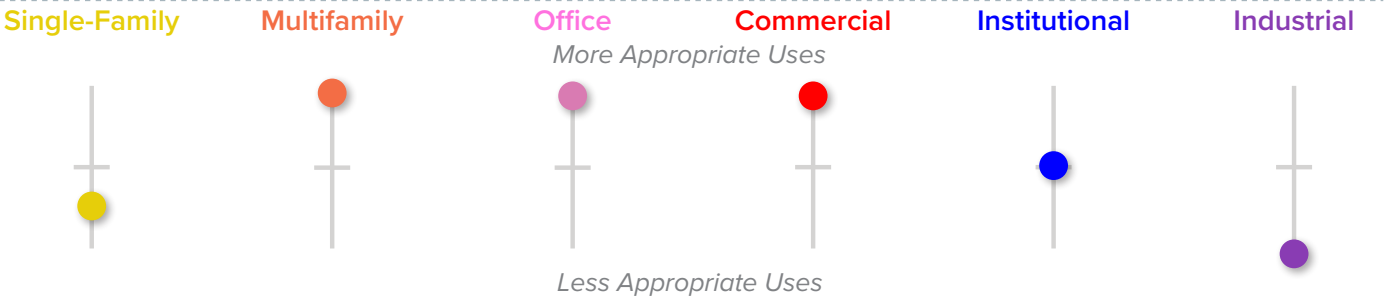 Single-Family Multifamily Office Commercial Institutional Industrial
More Appropriate Uses
Less Appropriate Uses